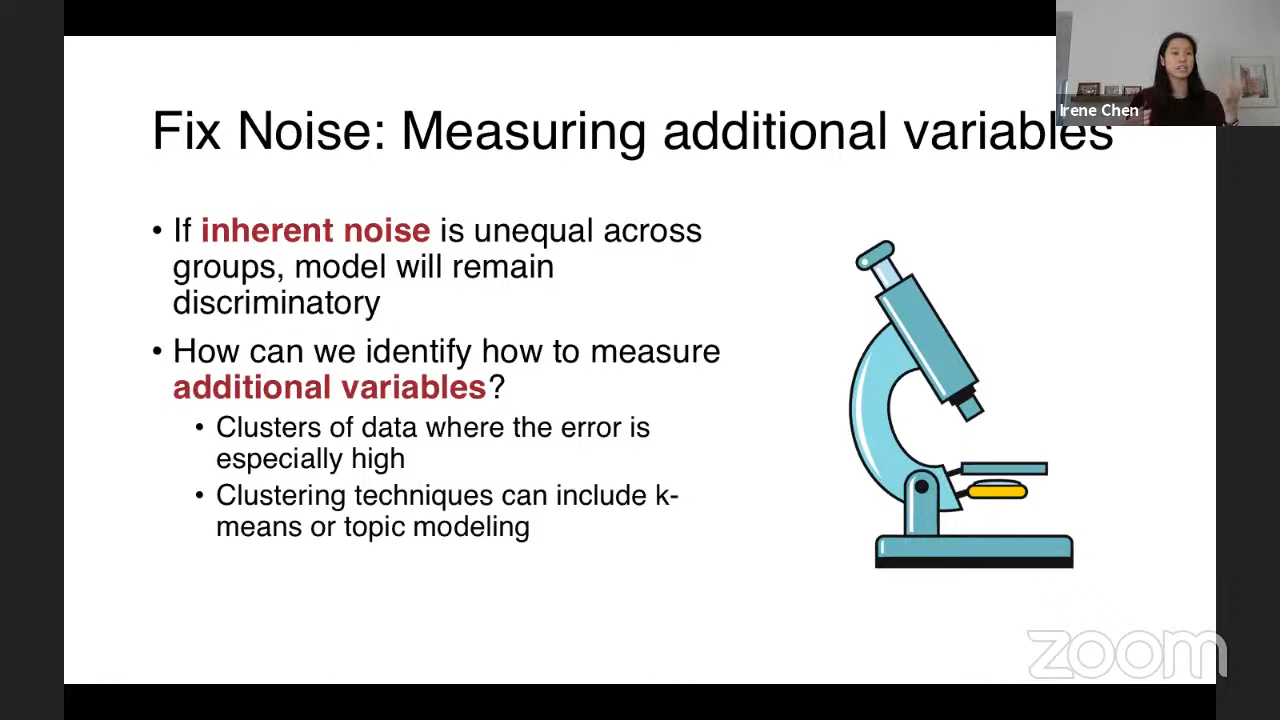 Irene Chen
Fix Noise: Measuring additional variables
• If inherent noise is unequal across
groups, model will remain
discriminatory
• How can we identify how to measure
additional variables?
• Clusters of data where the error is
especially high
• Clustering techniques can include k-
means or topic modeling
zoom